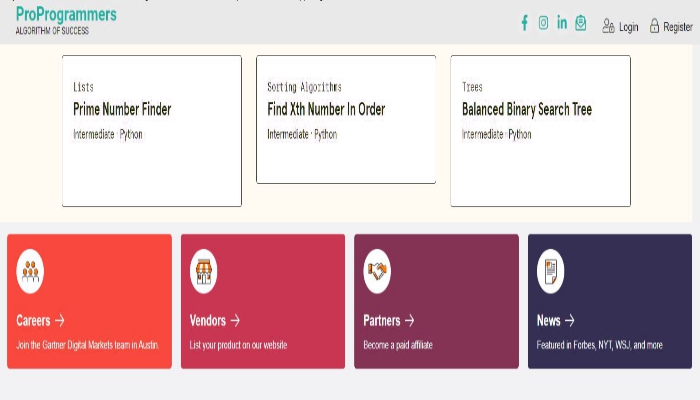 ProProgrammers
ALGORITHM OF SUCCESS
Login
Register
Lists
Prime Number Finder
Intermediate · Python
Sorting Algorithms
Find Xth Number In Order
Intermediate · Python
Trees
Balanced Binary Search Tree
Intermediate · Python
Careers →
Join the Gartner Digital Markets team in Austin.
Vendors →
List your product on our website
Partners →
Become a paid affiliate
News →
Featured in Forbes, NYT, WSJ, and more